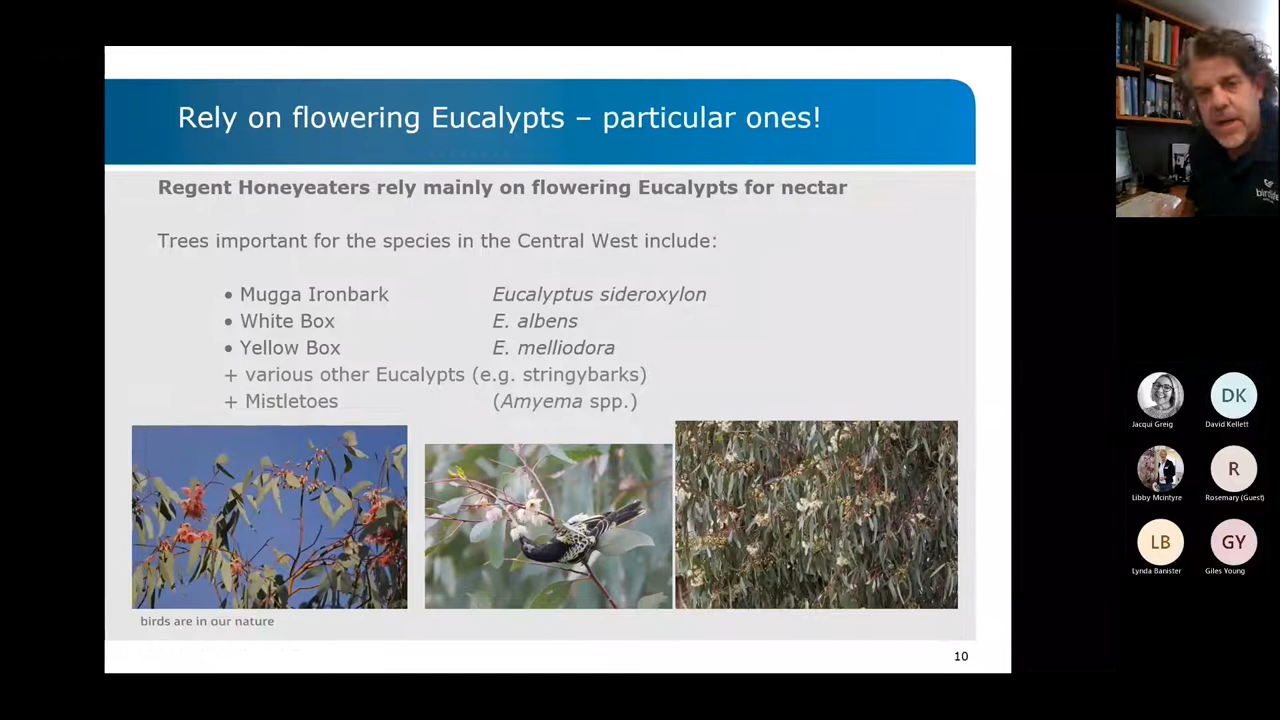 Rely on flowering Eucalypts – particular ones!
Regent Honeyeaters rely mainly on flowering Eucalypts for nectar
Trees important for the species in the Central West include:
• Mugga Ironbark Eucalyptus sideroxylon
• White Box E. albens
• Yellow Box E. melliodora
+ various other Eucalypts (e.g. stringybarks)
+ Mistletoes (Amyema spp.)
birds are in our nature
10
DK
Jacqui Greig David Kellett
R
Libby Mcintyre Rosemary (Guest)
LB GY
Lynda Banister Giles Young